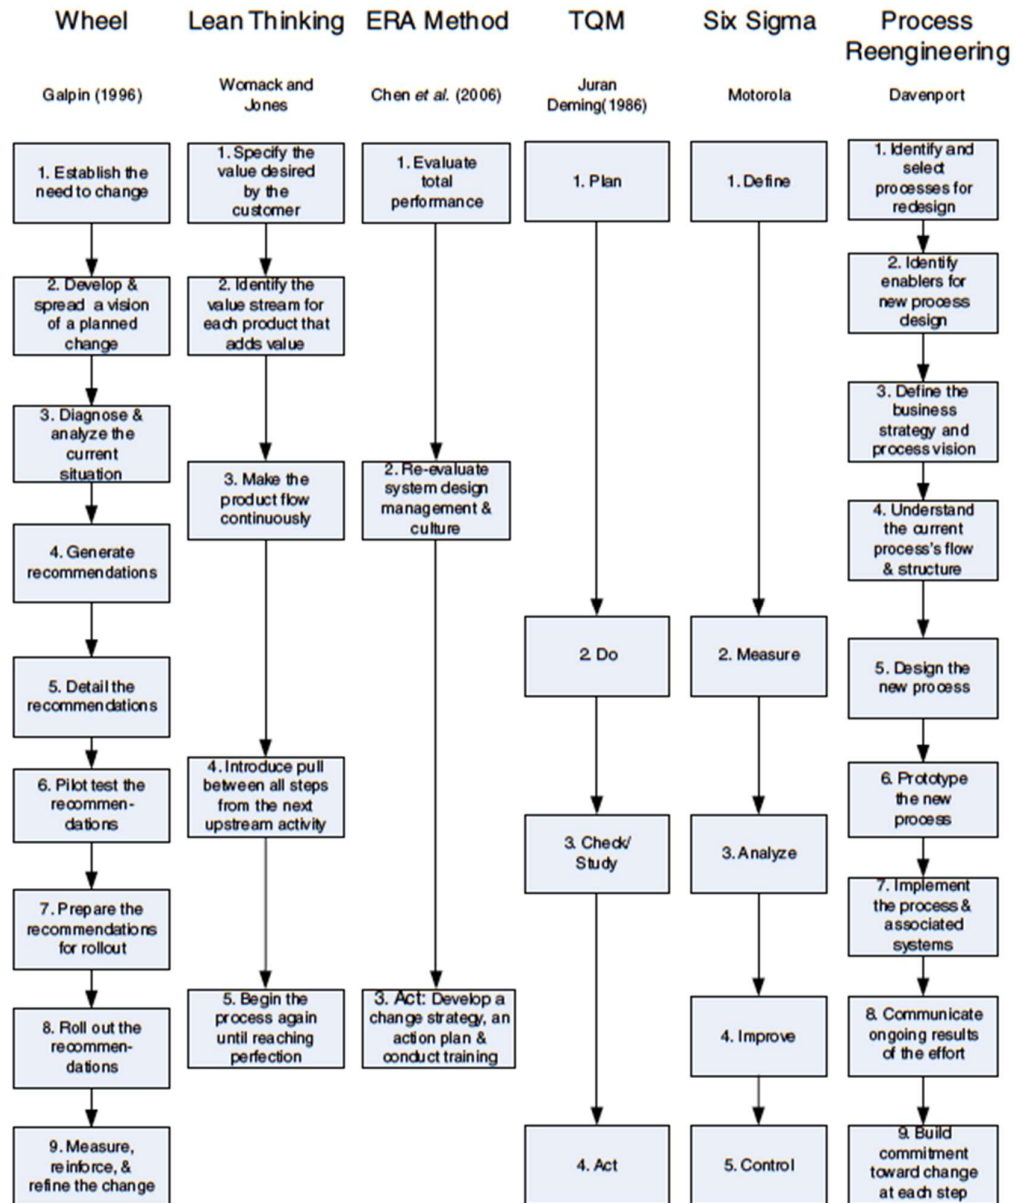 Wheel
Lean Thinking
ERA Method
TQM
Six Sigma
Process
Reengineering
Galpin (1996)
Womack and
Jones
Chen et al. (2006)
Juran
Deming(1986)
Motorola
Davenport
1. Establish the
need to change
2. Develop &
spread a vision
of a planned
change
3. Diagnose &
analyze the
current
situation
4. Generate
recommendations
5. Detail the
recommendations
6. Pilot test the
recommen-
dations
7. Prepare the
recommendations
for rollout
8. Roll out the
recommen-
dations
9. Measure,
reinforce, &
refine the change
1. Specify the
value desired
by the
customer
2. Identify the
value stream for
each product that
adds value
3. Make the
product flow
continuously
4. Introduce pull
between all steps
from the next
upstream activity
5. Begin the
process again
until reaching
perfection
1. Evaluate
total
performance
2. Re-evaluate
system design
management &
culture
3. Act: Develop a
change strategy, an
action plan &
conduct training
1. Plan
2. Do
3. Check/
Study
4. Act
1. Define
2. Measure
3. Analyze
4. Improve
5. Control
1. Identify and
select
processes for
redesign
2. Identify
enablers for
new process
design
3. Define the
business
strategy and
process vision
4. Understand
the current
process's flow
& structure
5. Design the
new process
6. Prototype
the new
process
7. Implement
the process &
associated
systems
8. Communicate
ongoing results
of the effort
9. Build
commitment
toward change
at each step